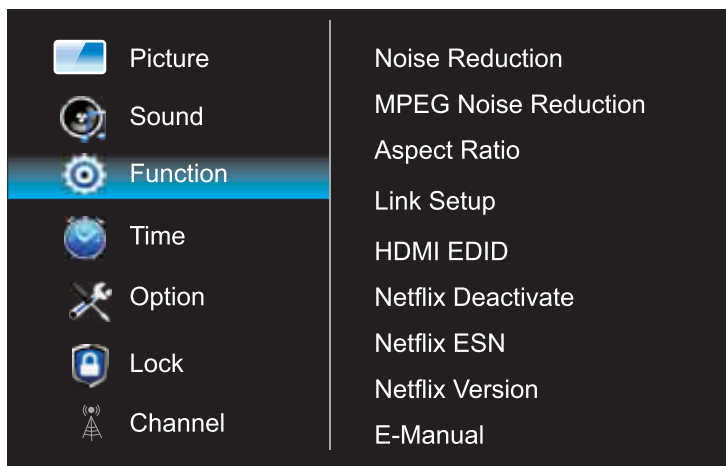 Picture
Sound
Function
Time
Option
Lock
Channel
Noise Reduction
MPEG Noise Reduction
Aspect Ratio
Link Setup
HDMI EDID
Netflix Deactivate
Netflix ESN
Netflix Version
E-Manual